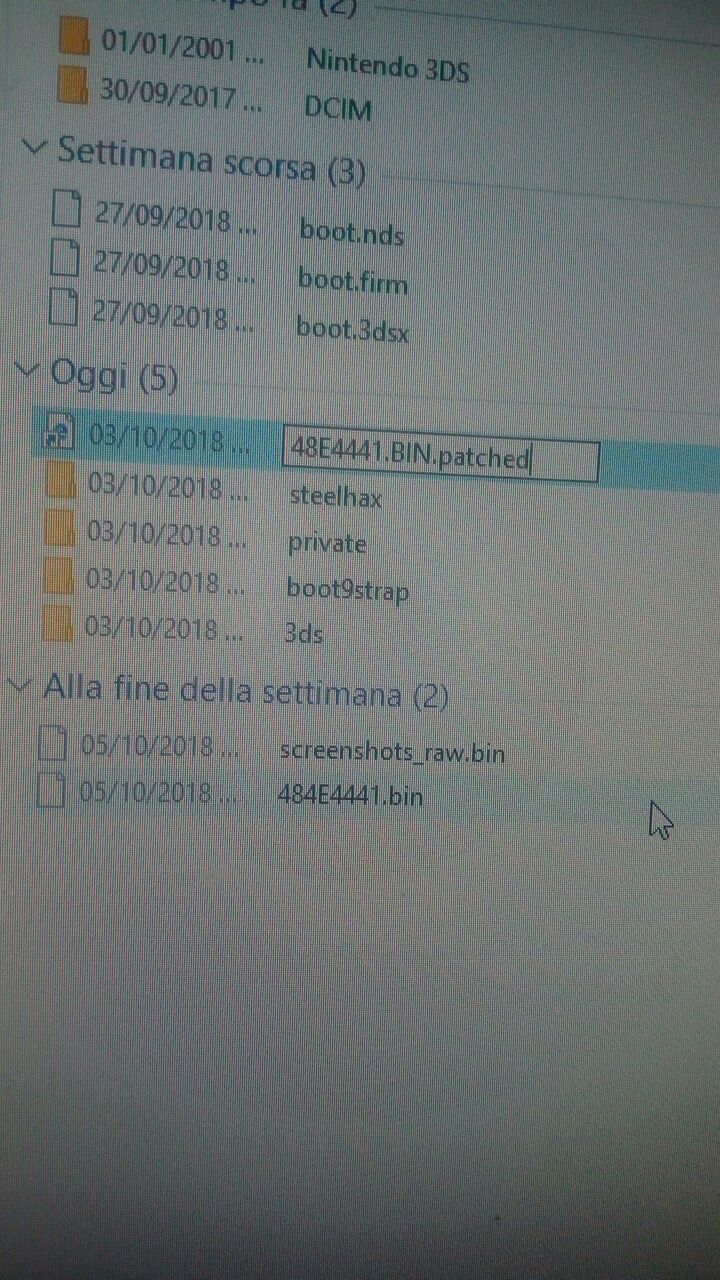 (2)
01/01/2001 ... Nintendo 3DS
30/09/2017 ... DCIM
Settimana scorsa (3)
27/09/2018 ... boot.nds
27/09/2018 ... boot.firm
27/09/2018 ... boot.3dsx
Oggi (5)
03/10/2018 ... 48E4441.BIN.patched
03/10/2018 ... steelhax
03/10/2018 ... private
03/10/2018 ... boot9strap
03/10/2018 ... 3ds
Alla fine della settimana (2)
05/10/2018 ... screenshots_raw.bin
05/10/2018 ... 484E4441.bin